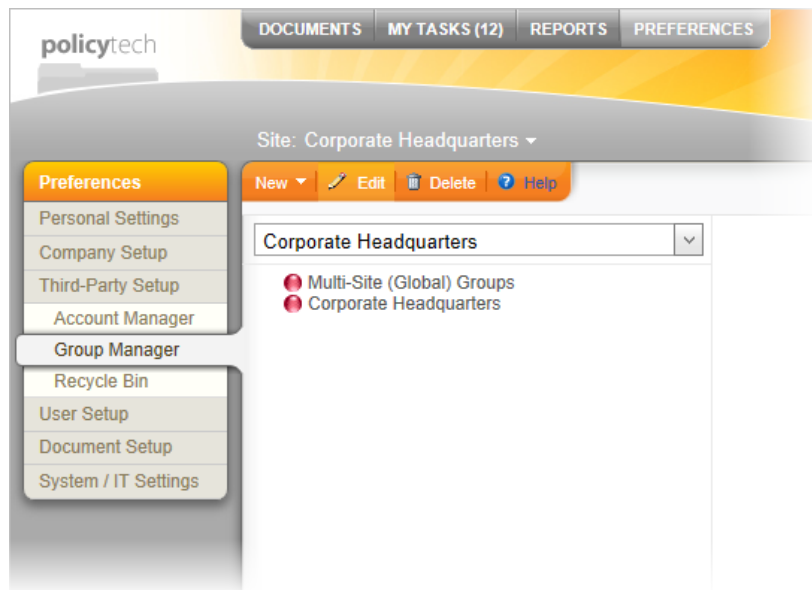 policytech
DOCUMENTS MY TASKS (12) REPORTS PREFERENCES
Site: Corporate Headquarters
Preferences
Personal Settings
Company Setup
Third-Party Setup
Account Manager
Group Manager
Recycle Bin
User Setup
Document Setup
System / IT Settings
New Edit Delete Help
Corporate Headquarters
Multi-Site (Global) Groups
Corporate Headquarters